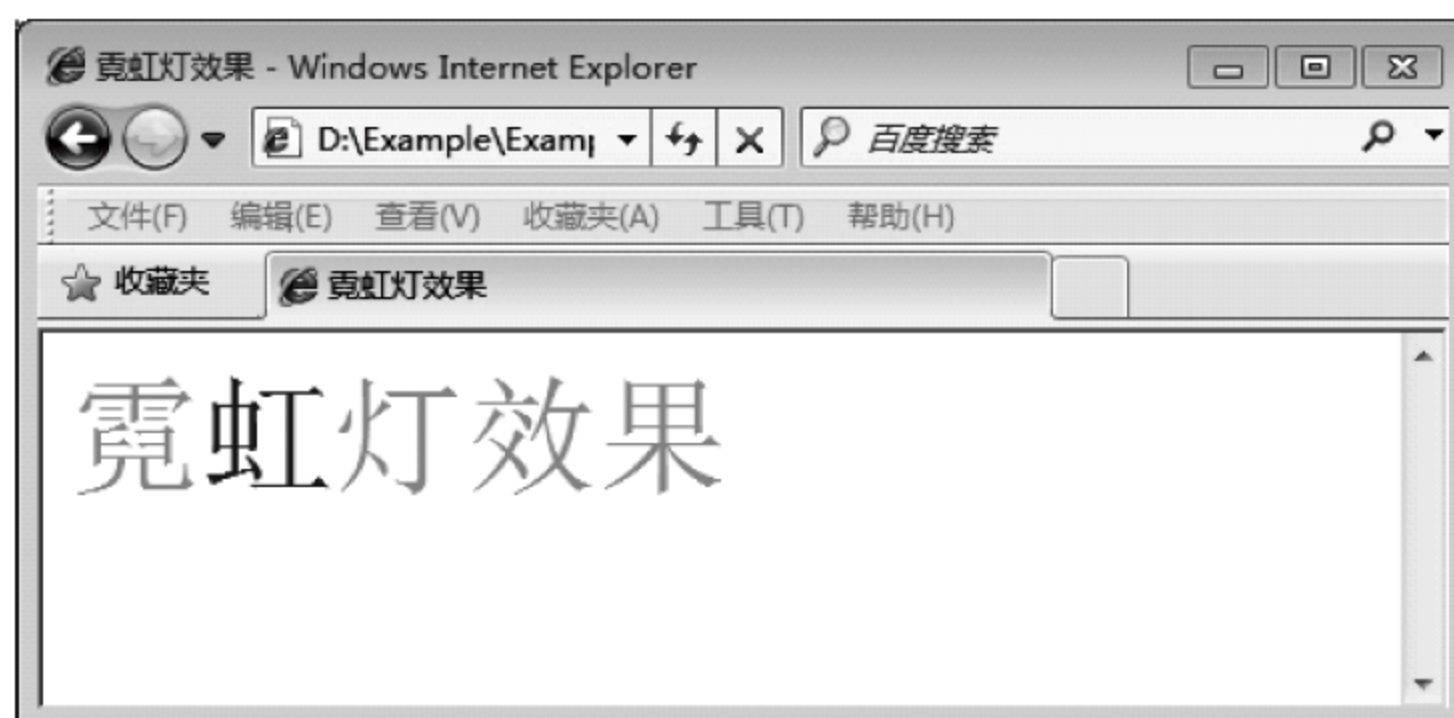 霓虹灯效果 - Windows Internet Explorer
D:\Example\Examp 百度搜索
文件(F) 编辑(E) 查看(V) 收藏夹(A) 工具(T) 帮助(H)
收藏夹 霓虹灯效果
霓虹灯效果